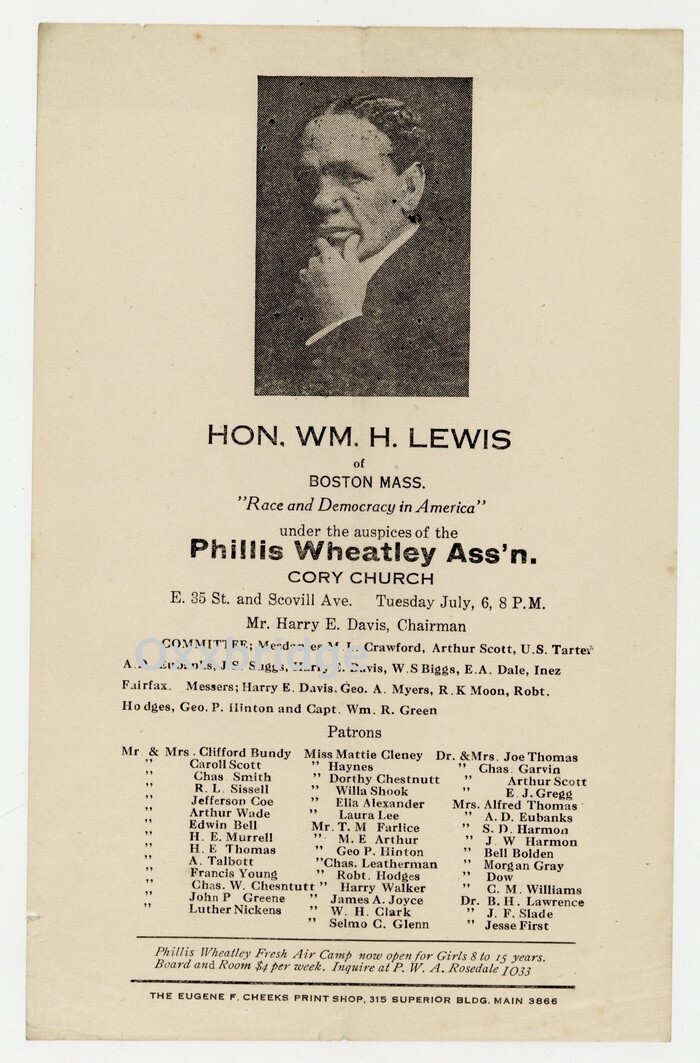 HON. WM. H. LEWIS
of
BOSTON MASS.
"Race and Democracy in America"
under the auspices of the
Phillis Wheatley Ass'n.
CORY CHURCH
E. 35 St. and Scovill Ave. Tuesday July, 6, 8 P.M.
Mr. Harry E. Davis, Chairman
COMMITTEE; Mesdames M. L. Crawford, Arthur Scott, U.S. Tarter
A.D. Eubanks, J.S. Suggs, Harry E. Davis, W.S Biggs, E.A. Dale, Inez
Fairfax. Messers; Harry E. Davis, Geo. A. Myers, R.K Moon, Robt.
Hodges, Geo. P. Hinton and Capt. Wm. R. Green
Oxxbridge
Patrons
Mr. & Mrs. Clifford Bundy Miss Mattie Cleney Dr. &Mrs. Joe Thomas
" Caroll Scott " Haynes " Chas. Garvin
" Chas Smith " Dorthy Chestnutt " Arthur Scott
" R. L. Sissell " Willa Shook " E. J. Gregg
" Jefferson Coe " Ella Alexander Mrs. Alfred Thomas
" Arthur Wade " Laura Lee " A. D. Eubanks
" Edwin Bell Mr. T. M Farlice " S. D. Harmon
" H. E. Murrell " M. E Arthur " J. W Harmon
" H. E Thomas " Geo P. Hinton " Bell Bolden
" A. Talbott "Chas. Leatherman " Morgan Gray
" Francis Young " Robt. Hodges " Dow
" Chas. W. Chesntutt " Harry Walker " C. M. Williams
" John P Greene " James A. Joyce Dr. B. H. Lawrence
" Luther Nickens " W. H. Clark " J. F. Slade
" Selmo C. Glenn " Jesse First
Phillis Wheatley Fresh Air Camp now open for Girls 8 to 15 years.
Board and Room $4 per week. Inquire at P. W. A. Rosedale 1033
THE EUGENE F. CHEEKS PRINT SHOP, 315 SUPERIOR BLDG. MAIN 3866